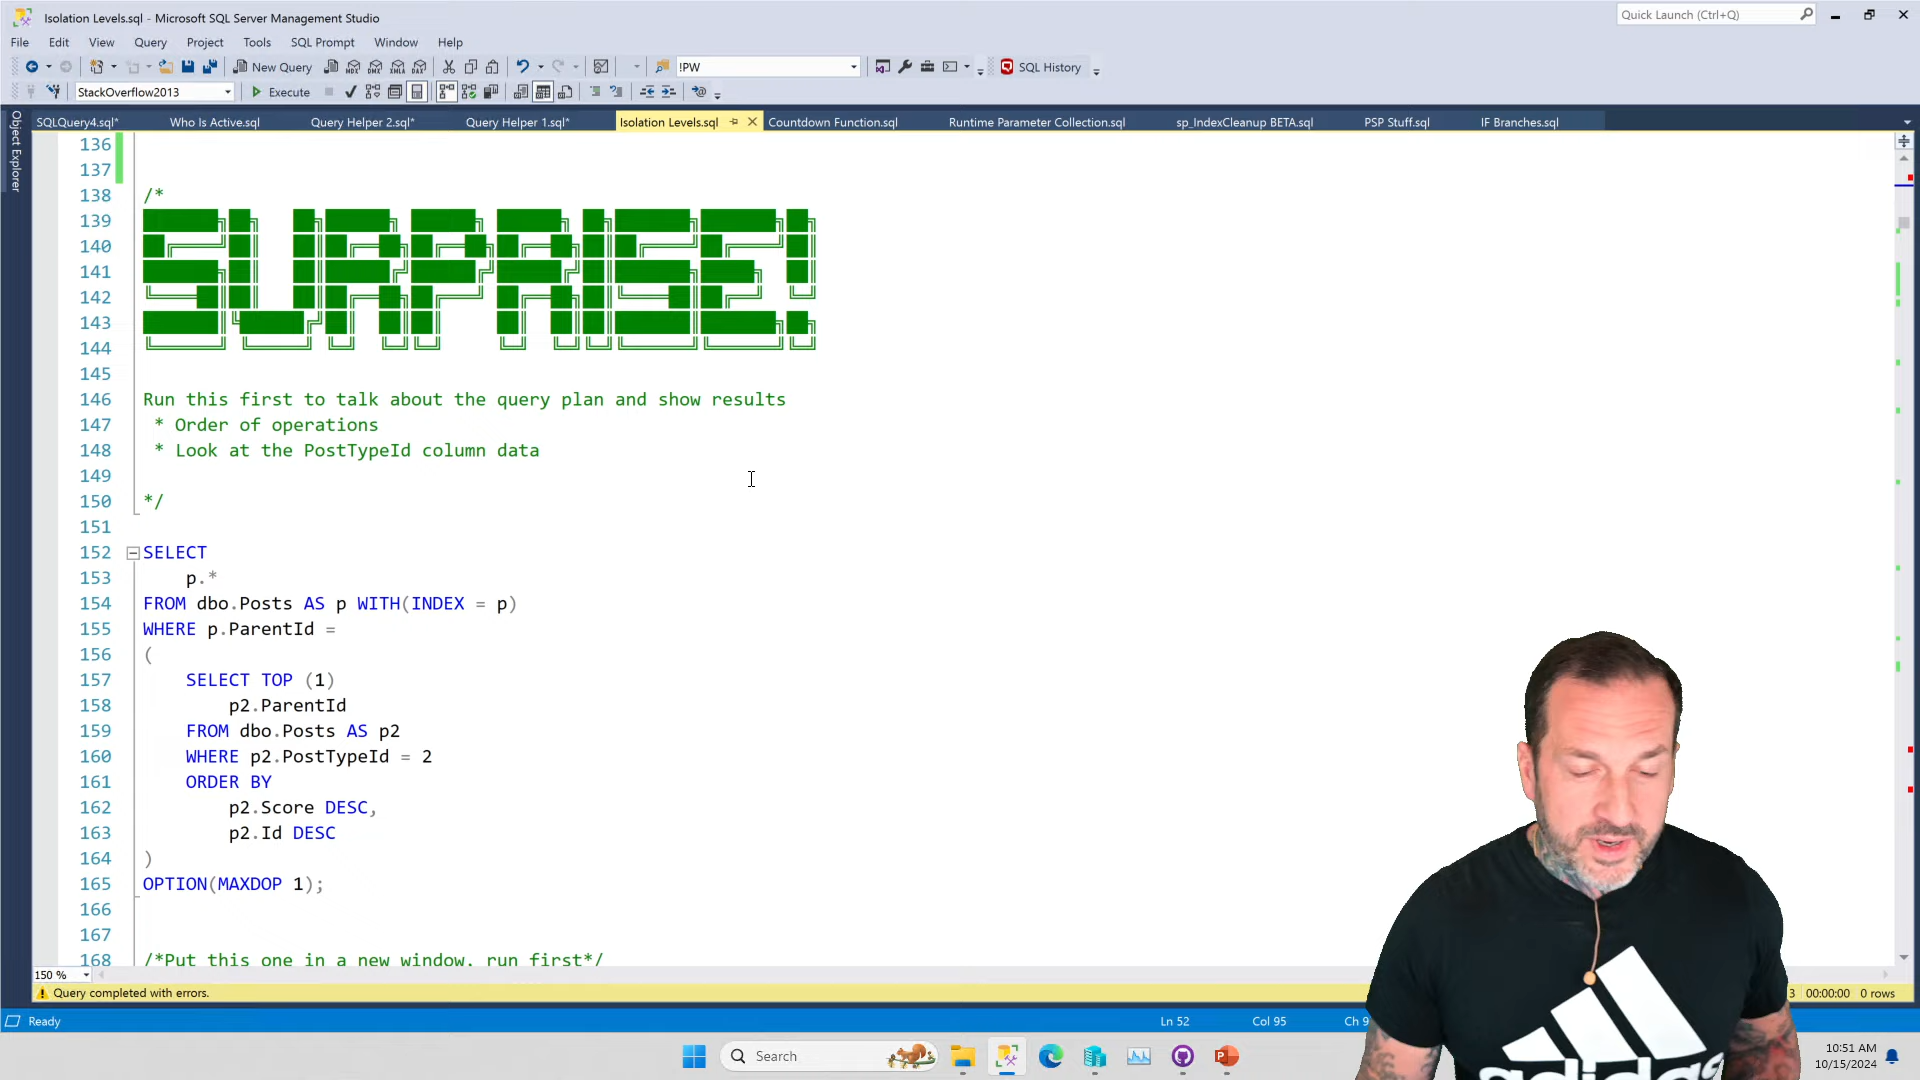 Isolation Levels.sql - Microsoft SQL Server Management Studio
Quick Launch (Ctrl+Q)
File Edit View Query Project Tools SQL Prompt Window Help
New Query MDX DMX XMLA DAX !PW SQL History
StackOverflow2013 Execute
SQLQuery4.sql* Who Is Active.sql Query Helper 2.sql* Query Helper 1.sql* Isolation Levels.sql Countdown Function.sql Runtime Parameter Collection.sql sp_IndexCleanup BETA.sql PSP Stuff.sql IF Branches.sql
Object Explorer
136
137
138 /*
139
140
141 SURPRISE!
142
143
144
145
146 Run this first to talk about the query plan and show results
147 * Order of operations
148 * Look at the PostTypeId column data
149
150 */
151
152 SELECT
153 p.*
154 FROM dbo.Posts AS p WITH(INDEX = p)
155 WHERE p.ParentId =
156 (
157 SELECT TOP (1)
158 p2.ParentId
159 FROM dbo.Posts AS p2
160 WHERE p2.PostTypeId = 2
161 ORDER BY
162 p2.Score DESC,
163 p2.Id DESC
164 )
165 OPTION(MAXDOP 1);
166
167
168 /*Put this one in a new window, run first*/
150 %
Query completed with errors. 3 00:00:00 0 rows
Ready Ln 52 Col 95 Ch 9
Search
10:51 AM
10/15/2024
adidas